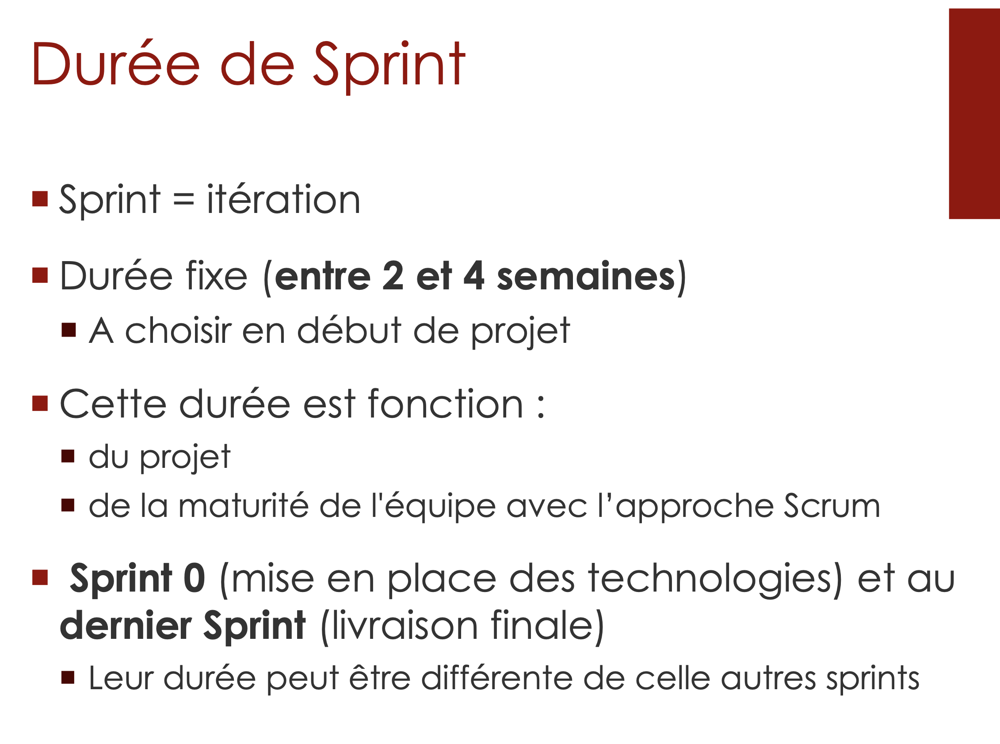 Durée de Sprint
Sprint = itération
Durée fixe (entre 2 et 4 semaines)
A choisir en début de projet
Cette durée est fonction :
du projet
de la maturité de l'équipe avec l’approche Scrum
Sprint 0 (mise en place des technologies) et au
dernier Sprint (livraison finale)
Leur durée peut être différente de celle autres sprints